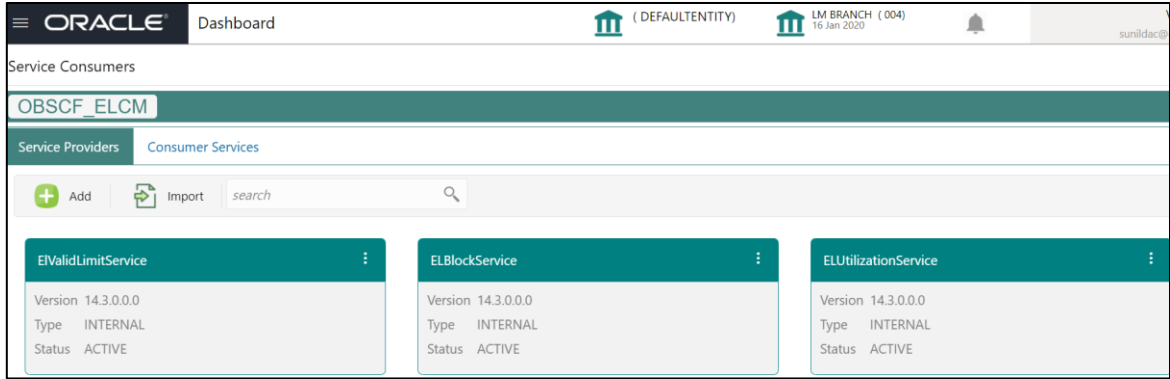 ORACLE Dashboard ( DEFAULTENTITY) LM BRANCH ( 004)
16 Jan 2020
sunildac@
Service Consumers
OBSCF_ELCM
Service Providers Consumer Services
Add Import search
ElValidLimitService ELBlockService ELUtilizationService
Version 14.3.0.0.0 Version 14.3.0.0.0 Version 14.3.0.0.0
Type INTERNAL Type INTERNAL Type INTERNAL
Status ACTIVE Status ACTIVE Status ACTIVE